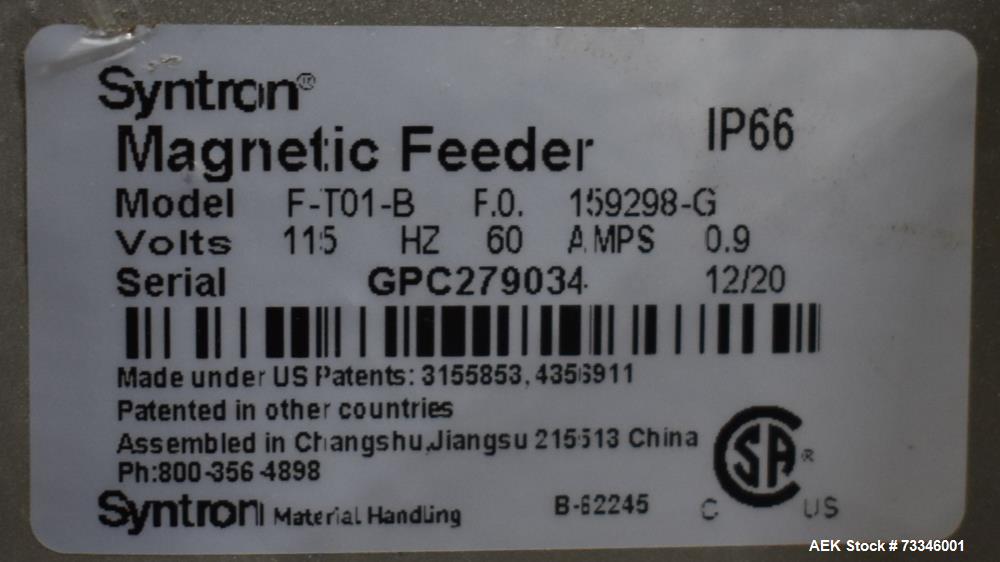 Syntron®
Magnetic Feeder IP66
Model F-T01-B F.O. 159298-G
Volts 115 HZ 60 AMPS 0.9
Serial GPC279034 12/20
Made under US Patents: 3155853, 4356911
Patented in other countries
Assembled in Changshu,Jiangsu 215513 China
Ph:800-356-4898
Syntron Material Handling B-62245
C SA ® US
AEK Stock # 73346001